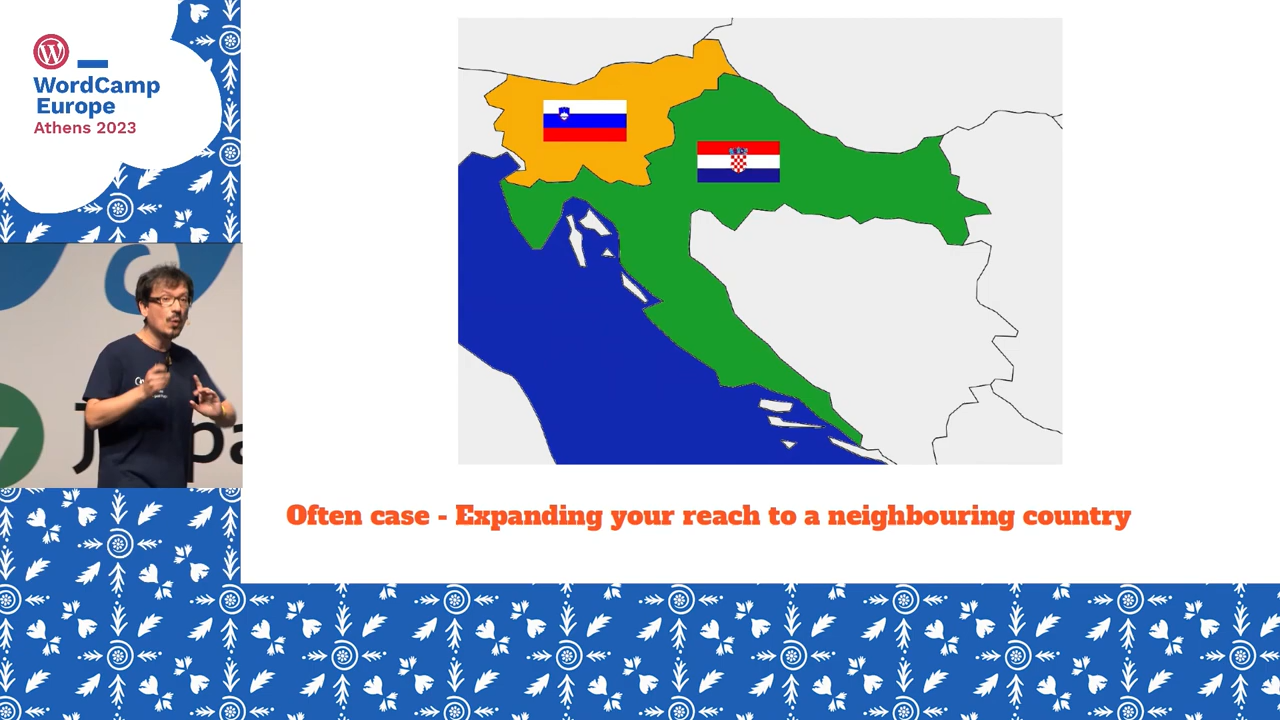 WordCamp
Europe
Athens 2023
Often case - Expanding your reach to a neighbouring country